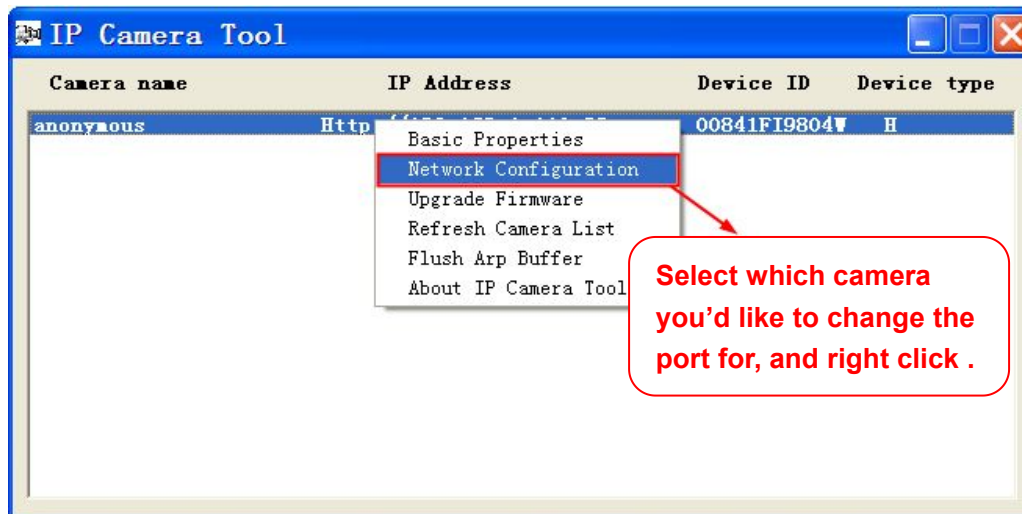 IP Camera Tool
Camera name IP Address Device ID Device type
anonymous Http 00841FI9804W H
Basic Properties
Network Configuration
Upgrade Firmware
Refresh Camera List
Flush Arp Buffer
About IP Camera Tool
Select which camera
you’d like to change the
port for, and right click .